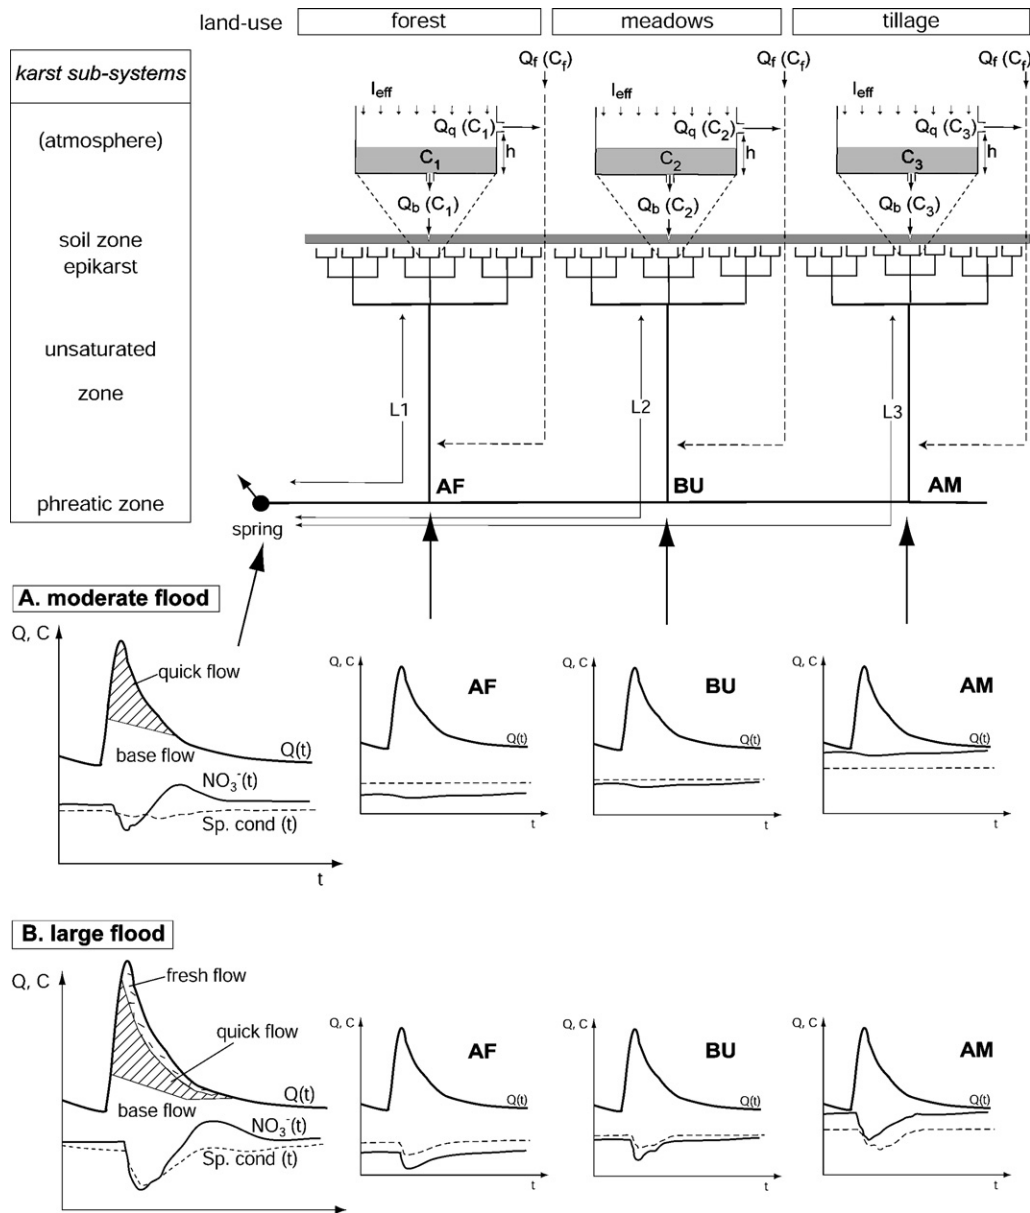 land-use
forest
meadows
tillage
karst sub-systems
(atmosphere)
soil zone
epikarst
unsaturated
zone
phreatic zone
Qf (Cf)
Ieff
Qq (C1)
h
C1
Qb (C1)
Qf (Cf)
Ieff
Qq (C2)
h
C2
Qb (C2)
Qf (Cf)
Ieff
Qq (C3)
h
C3
Qb (C3)
L1
L2
L3
AF
BU
AM
spring
A. moderate flood
Q, C
quick flow
base flow
Q(t)
NO3-(t)
Sp. cond (t)
t
Q, C
AF
Q(t)
t
Q, C
BU
Q(t)
t
Q, C
AM
Q(t)
t
B. large flood
Q, C
fresh flow
quick flow
base flow
Q(t)
NO3-(t)
Sp. cond (t)
t
Q, C
AF
Q(t)
t
Q, C
BU
Q(t)
t
Q, C
AM
Q(t)
t